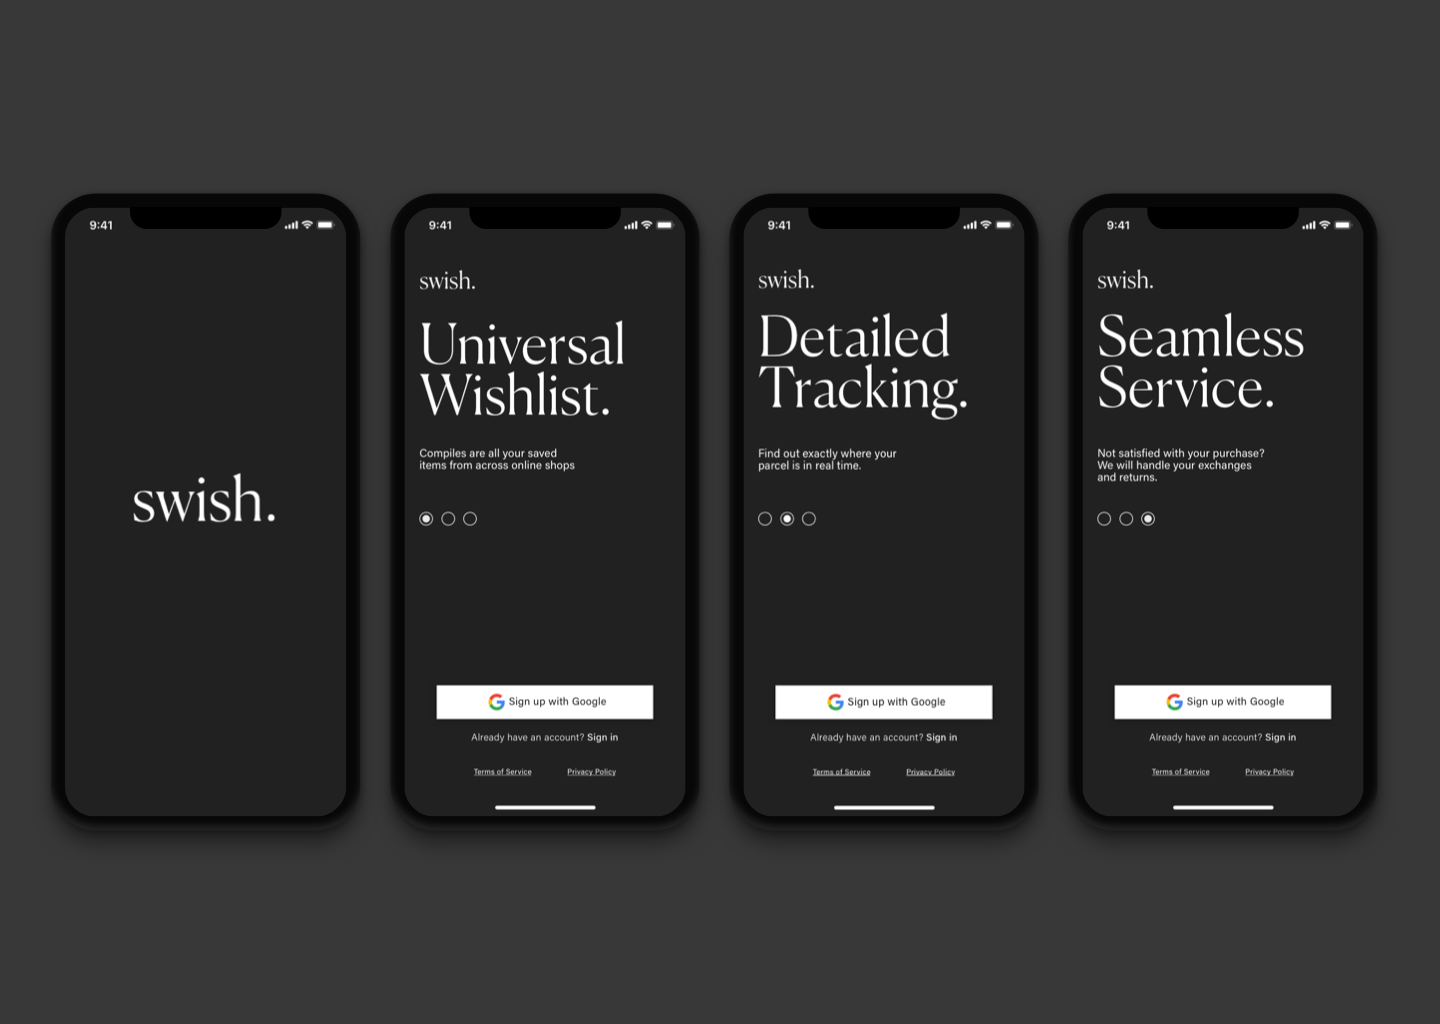 9:41
swish.
9:41
swish.
Universal
Wishlist.
Compiles are all your saved
items from across online shops
Sign up with Google
Already have an account? Sign in
Terms of Service Privacy Policy
9:41
swish.
Detailed
Tracking.
Find out exactly where your
parcel is in real time.
Sign up with Google
Already have an account? Sign in
Terms of Service Privacy Policy
9:41
swish.
Seamless
Service.
Not satisfied with your purchase?
We will handle your exchanges
and returns.
Sign up with Google
Already have an account? Sign in
Terms of Service Privacy Policy